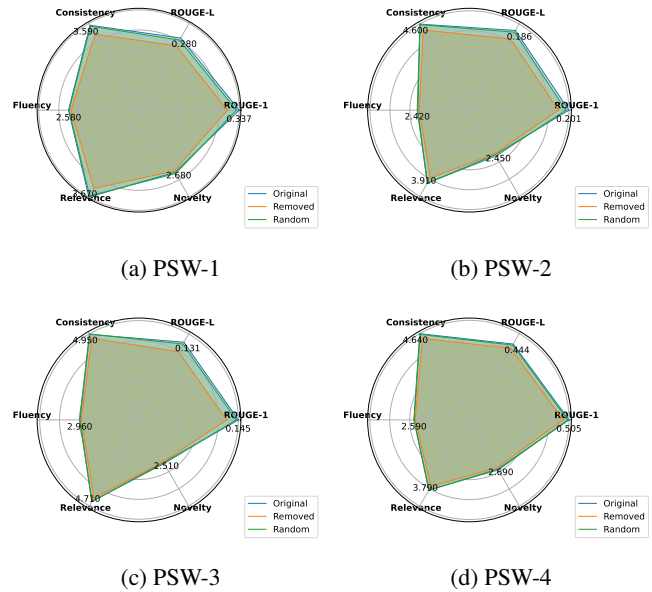 Consistency
ROUGE-L
3.590
0.280
Fluency
2.580
ROUGE-1
0.337
3.670
Relevance
2.680
Novelty
Original
Removed
Random
(a) PSW-1
Consistency
ROUGE-L
4.600
0.186
Fluency
2.420
ROUGE-1
0.201
3.910
Relevance
2.450
Novelty
Original
Removed
Random
(b) PSW-2
Consistency
ROUGE-L
4.950
0.131
Fluency
2.960
ROUGE-1
0.145
4.710
Relevance
2.510
Novelty
Original
Removed
Random
(c) PSW-3
Consistency
ROUGE-L
4.640
0.444
Fluency
2.590
ROUGE-1
0.505
3.790
Relevance
2.690
Novelty
Original
Removed
Random
(d) PSW-4